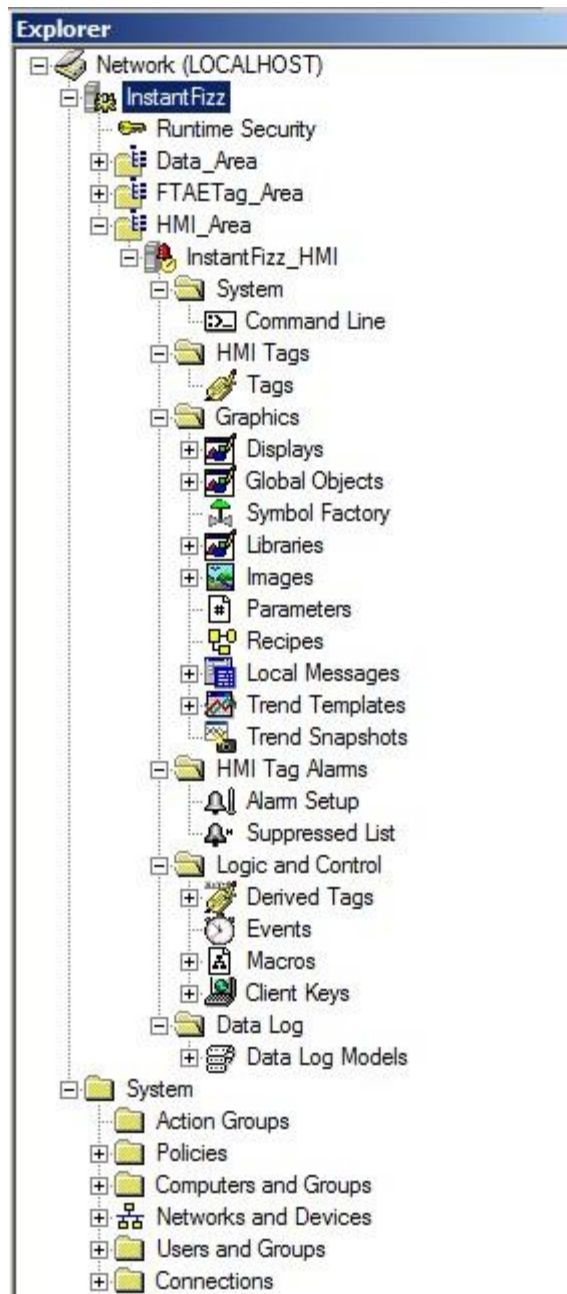 Explorer
Network (LOCALHOST)
InstantFizz
Runtime Security
Data_Area
FTAETag_Area
HMI_Area
InstantFizz_HMI
System
Command Line
HMI Tags
Tags
Graphics
Displays
Global Objects
Symbol Factory
Libraries
Images
Parameters
Recipes
Local Messages
Trend Templates
Trend Snapshots
HMI Tag Alarms
Alarm Setup
Suppressed List
Logic and Control
Derived Tags
Events
Macros
Client Keys
Data Log
Data Log Models
System
Action Groups
Policies
Computers and Groups
Networks and Devices
Users and Groups
Connections